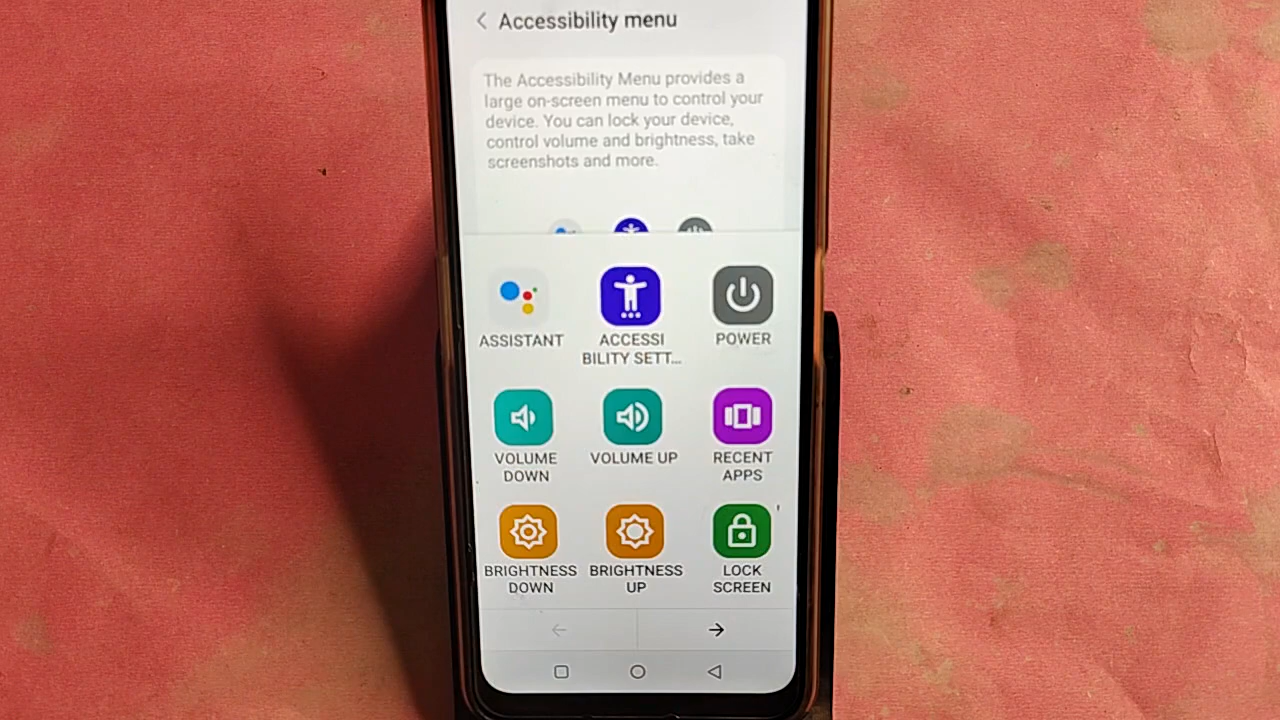 Accessibility menu
The Accessibility Menu provides a
large on-screen menu to control your
device. You can lock your device,
control volume and brightness, take
screenshots and more.
ASSISTANT
ACCESSI
BILITY SETT...
POWER
VOLUME
DOWN
VOLUME UP
RECENT
APPS
BRIGHTNESS
DOWN
BRIGHTNESS
UP
LOCK
SCREEN